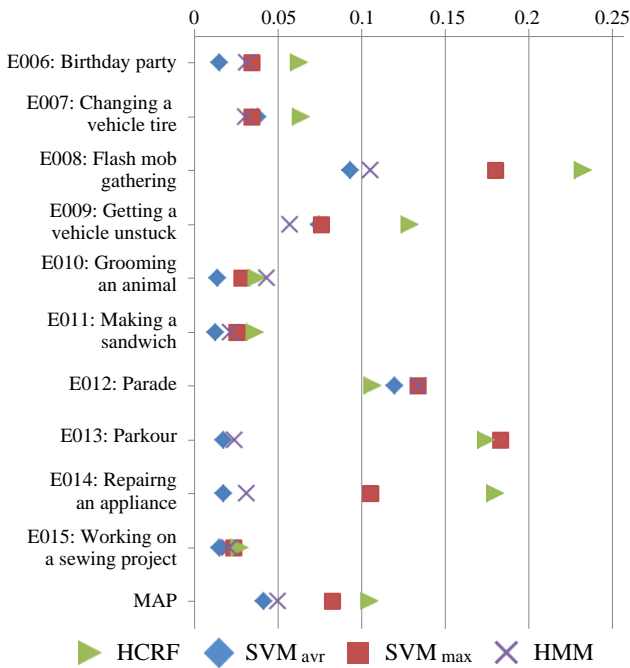 0 0.05 0.1 0.15 0.2 0.25
E006: Birthday party
E007: Changing a
vehicle tire
E008: Flash mob
gathering
E009: Getting a
vehicle unstuck
E010: Grooming
an animal
E011: Making a
sandwich
E012: Parade
E013: Parkour
E014: Repairng
an appliance
E015: Working on
a sewing project
MAP
HCRF SVM avr SVM max HMM